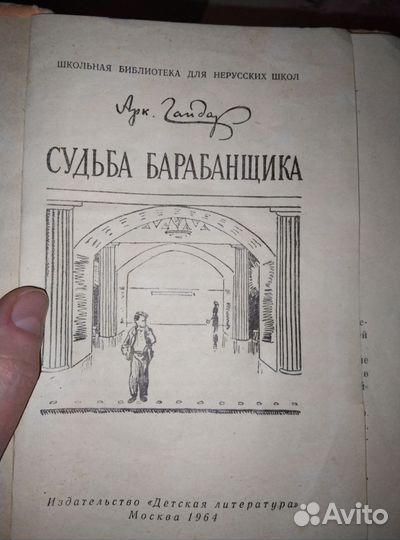 ШКОЛЬНАЯ БИБЛИОТЕКА ДЛЯ НЕРУССКИХ ШКОЛ
Арк. Гайдар
СУДЬБА БАРАБАНЩИКА
Издательство «Детская литература»
Москва 1964
Avito